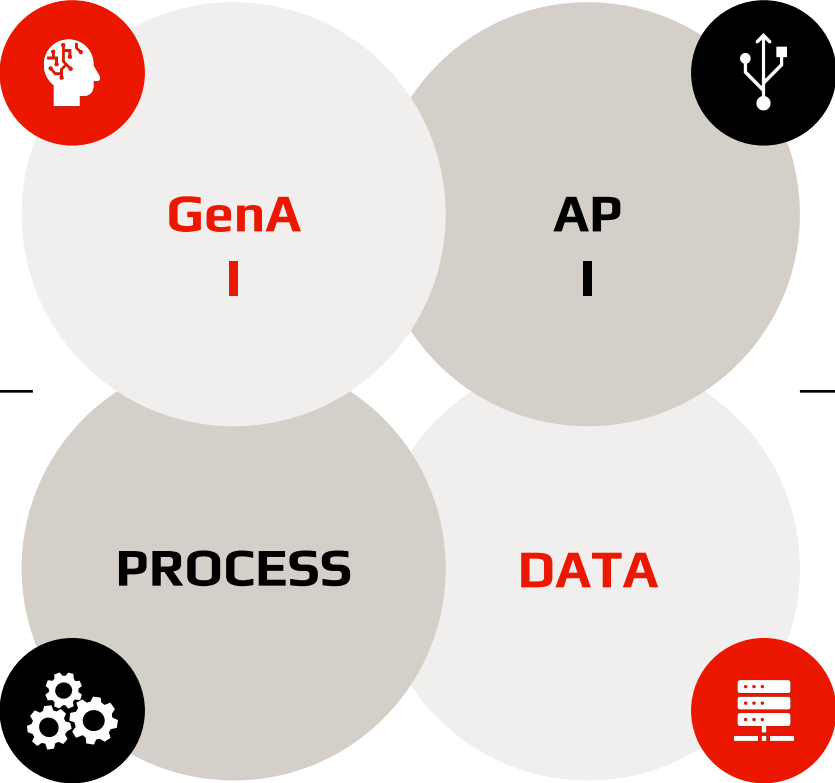 GenA
I
AP
I
PROCESS
DATA